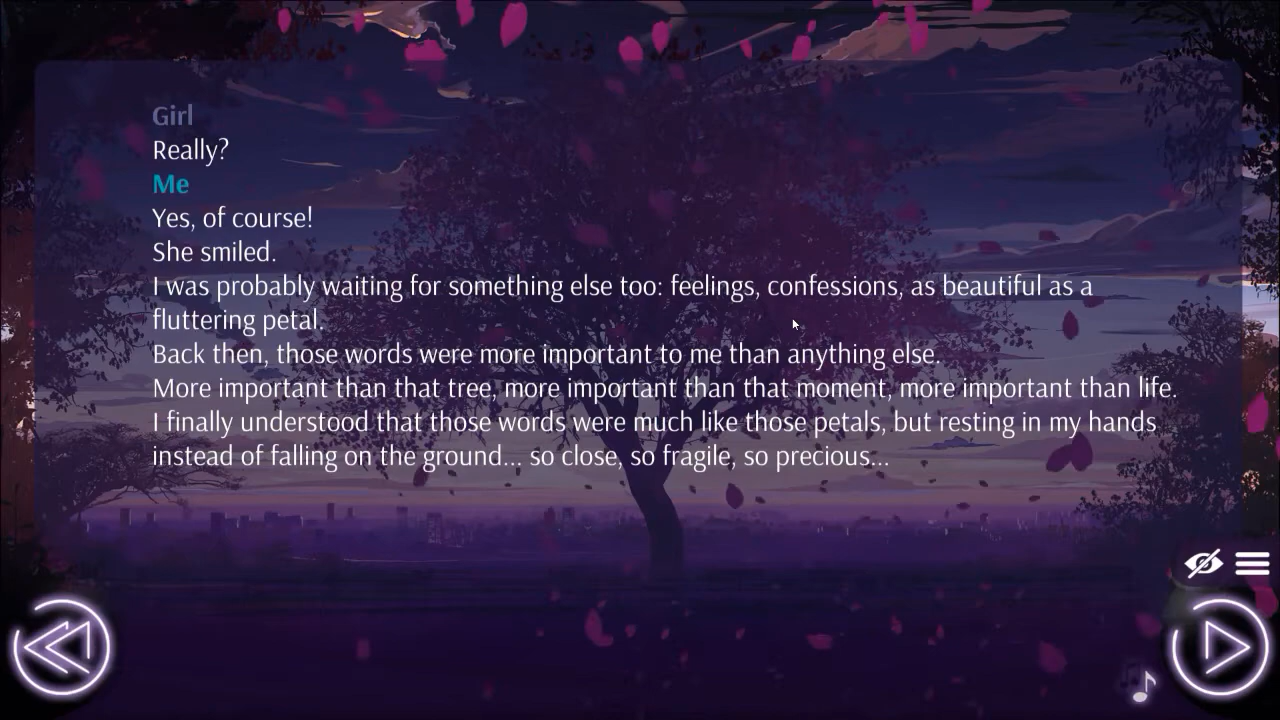 Girl
Really?
Me
Yes, of course!
She smiled.
I was probably waiting for something else too: feelings, confessions, as beautiful as a
fluttering petal.
Back then, those words were more important to me than anything else.
More important than that tree, more important than that moment, more important than life.
I finally understood that those words were much like those petals, but resting in my hands
instead of falling on the ground... so close, so fragile, so precious...